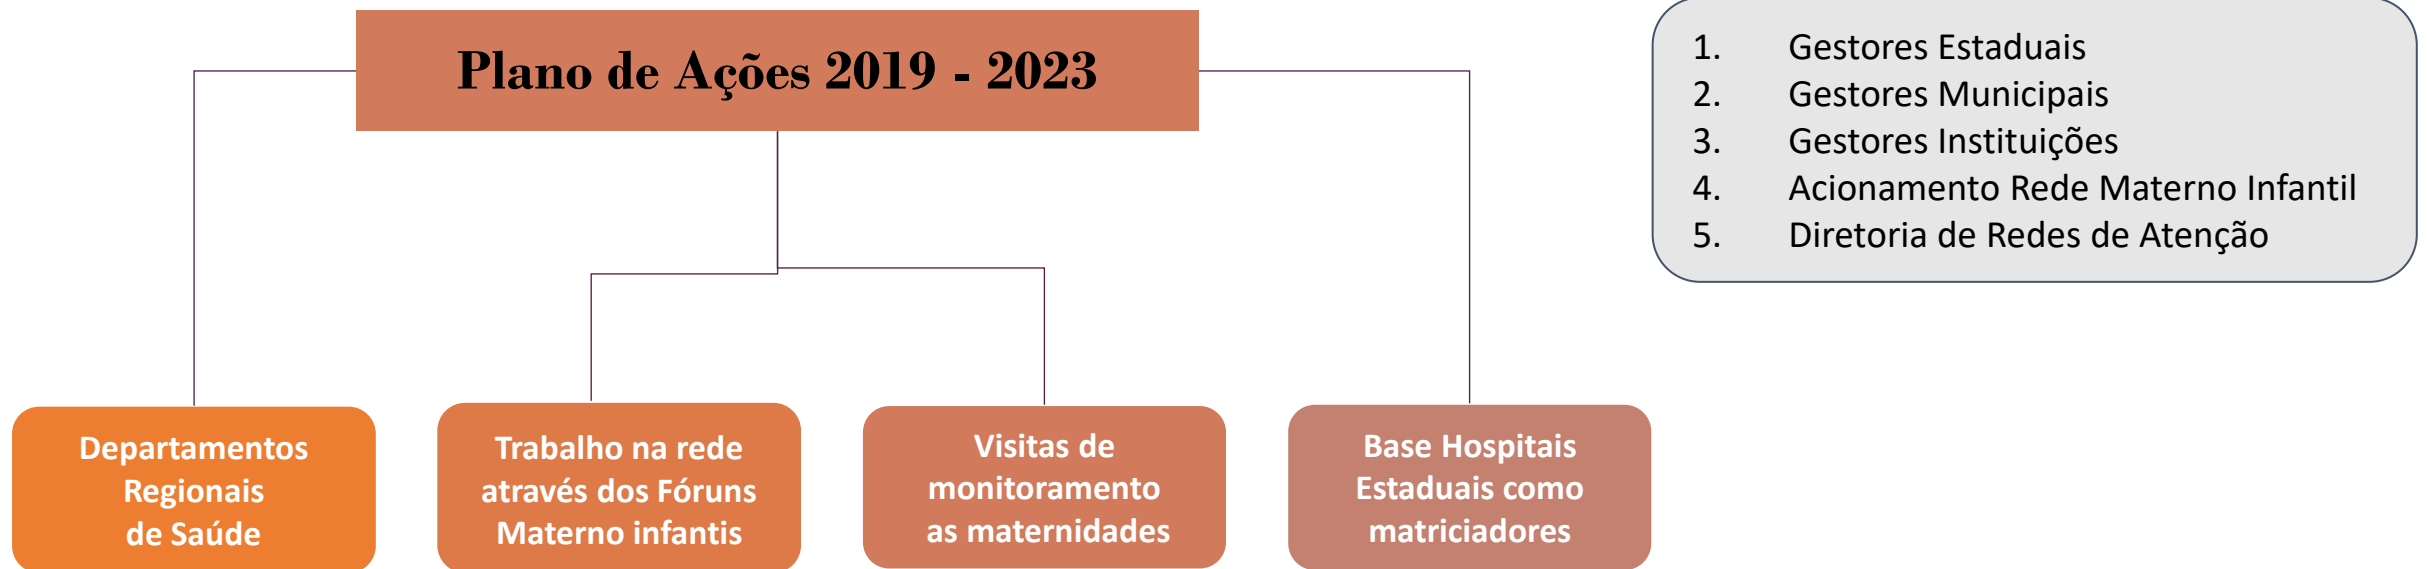 Plano de Ações 2019 - 2023
1. Gestores Estaduais
2. Gestores Municipais
3. Gestores Instituições
4. Acionamento Rede Materno Infantil
5. Diretoria de Redes de Atenção
Departamentos
Regionais
de Saúde
Trabalho na rede
através dos Fóruns
Materno infantis
Visitas de
monitoramento
as maternidades
Base Hospitais
Estaduais como
matriciadores